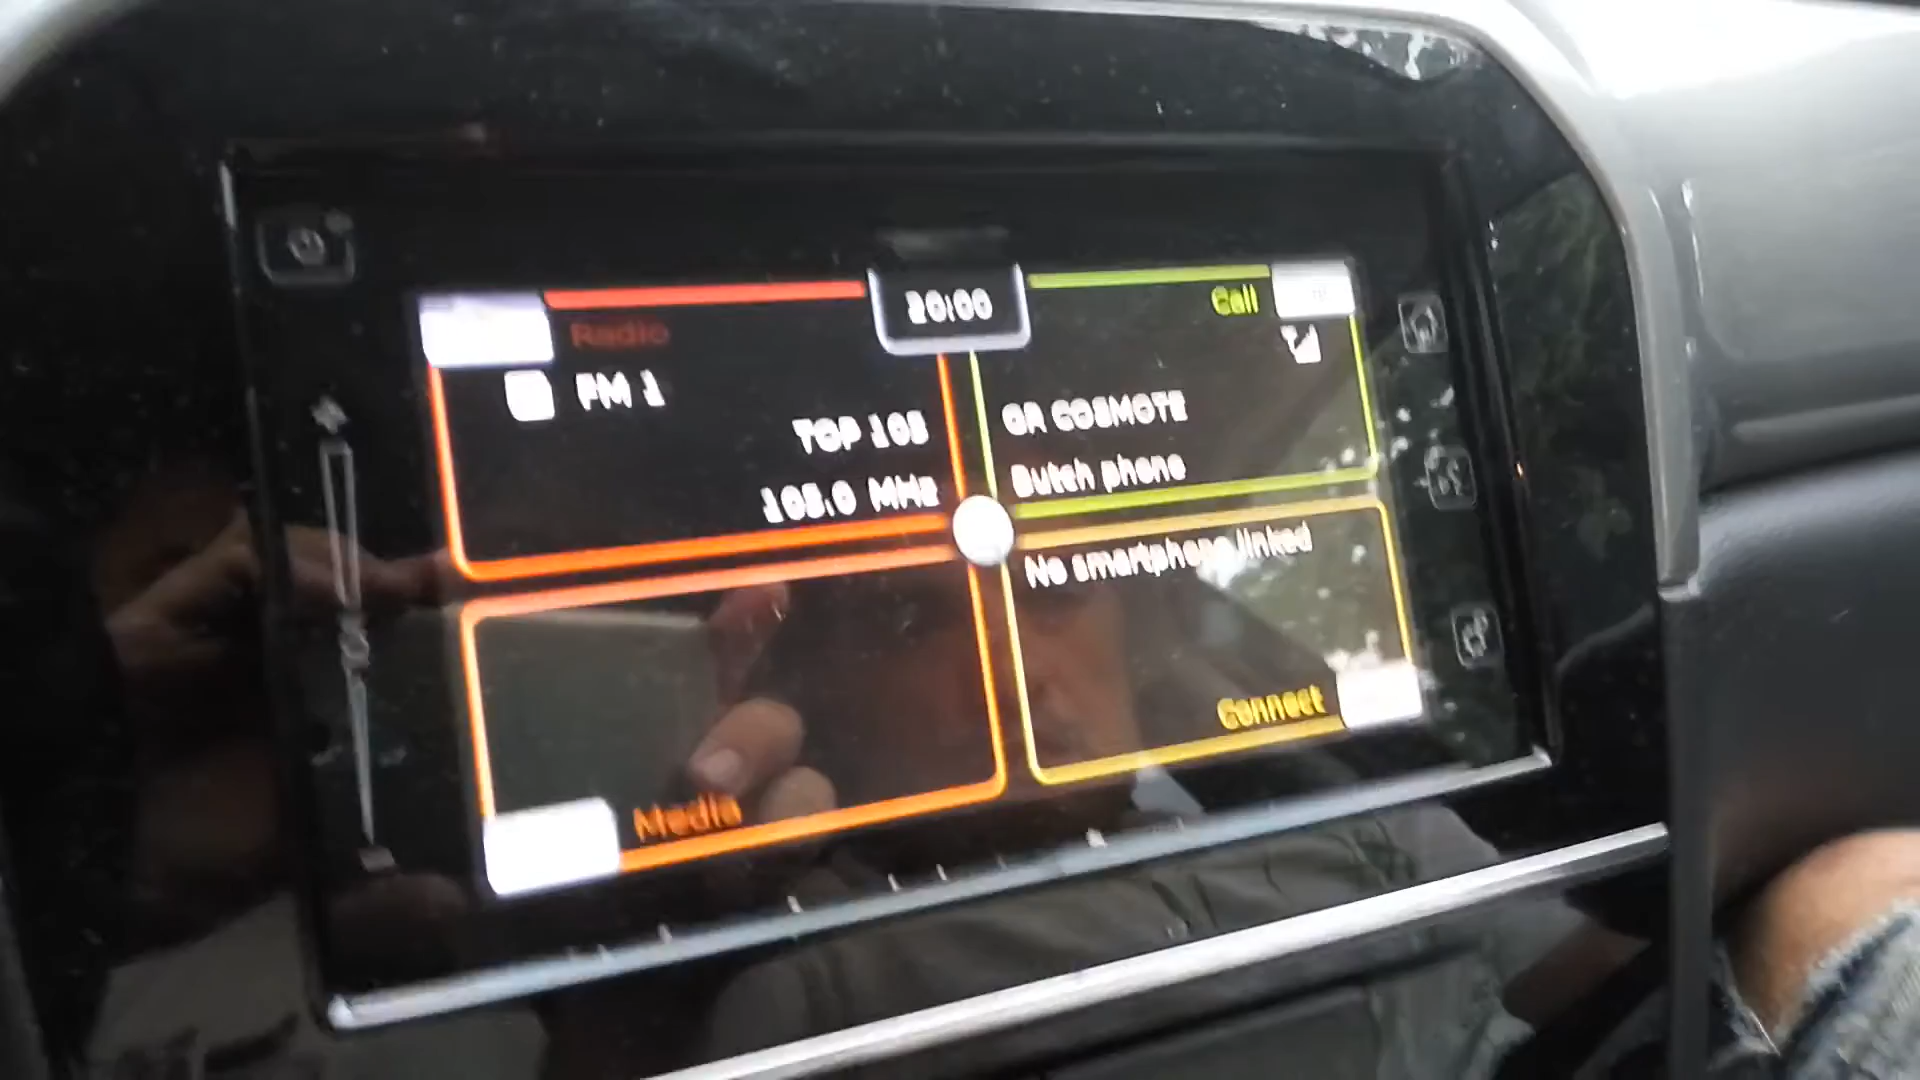 20:00
Radio
FM 1
TOP 105
105.0 MHz
Call
GR COSMOTE
Butch phone
No smartphone linked
Media
Connect